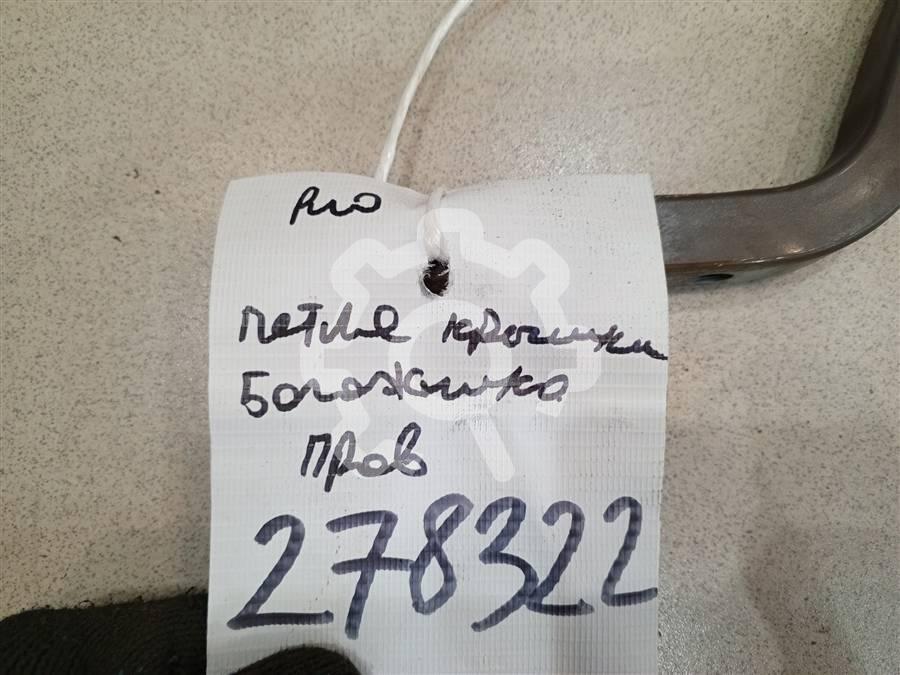 Rio
петля крышки
Багажника
прав
278322